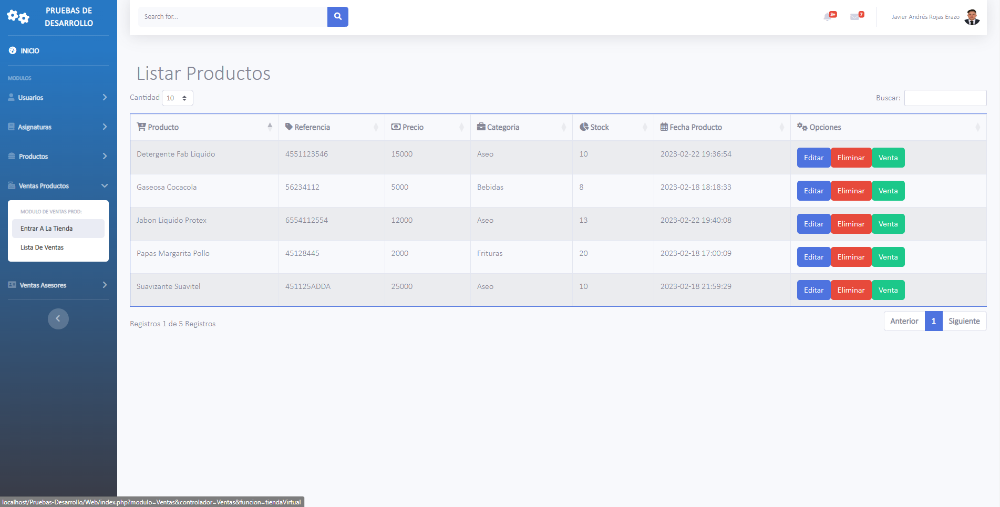 PRUEBAS DE
DESARROLLO
INICIO
MODULOS
Usuarios
Asignaturas
Productos
Ventas Productos
MODULO DE VENTAS PROD:
Entrar A La Tienda
Lista De Ventas
Ventas Asesores
Search for...
3+
7
Javier Andrés Rojas Erazo
Listar Productos
Cantidad 10
Buscar:
Producto Referencia Precio Categoria Stock Fecha Producto Opciones
Detergente Fab Liquido 4551123546 15000 Aseo 10 2023-02-22 19:36:54 Editar Eliminar Venta
Gaseosa Cocacola 56234112 5000 Bebidas 8 2023-02-18 18:18:33 Editar Eliminar Venta
Jabon Liquido Protex 6554112554 12000 Aseo 13 2023-02-22 19:40:08 Editar Eliminar Venta
Papas Margarita Pollo 45128445 2000 Frituras 20 2023-02-18 17:00:09 Editar Eliminar Venta
Suavizante Suavitel 451125ADDA 25000 Aseo 10 2023-02-18 21:59:29 Editar Eliminar Venta
Registros 1 de 5 Registros
Anterior 1 Siguiente
localhost/Pruebas-Desarrollo/Web/index.php?modulo=Ventas&controlador=Ventas&funcion=tiendaVirtual